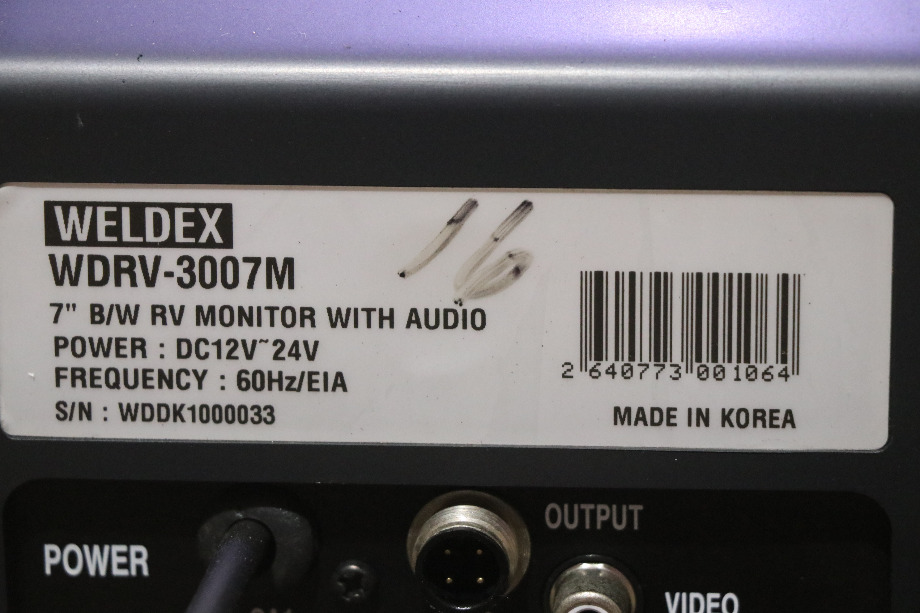 WELDEX
WDRV-3007M
16
7" B/W RV MONITOR WITH AUDIO
POWER : DC12V~24V
FREQUENCY : 60Hz/EIA
S/N : WDDK1000033
2 640773 001064
MADE IN KOREA
OUTPUT
POWER
VIDEO